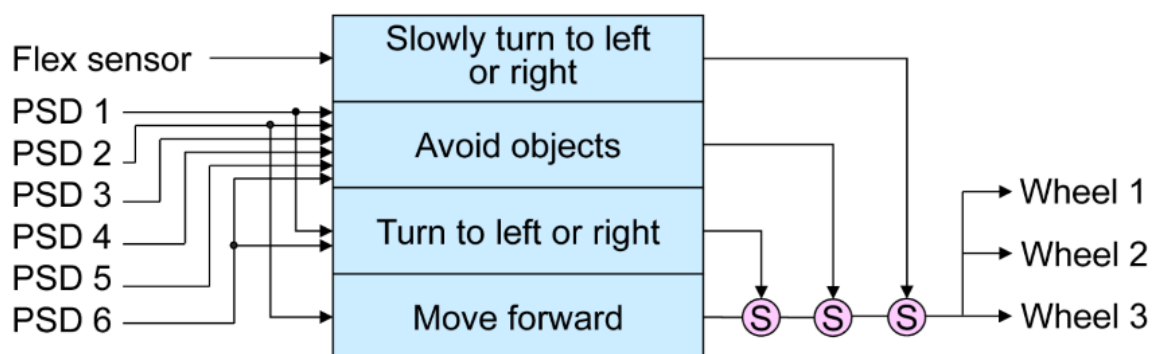 Flex sensor
PSD 1
PSD 2
PSD 3
PSD 4
PSD 5
PSD 6
Slowly turn to left
or right
Avoid objects
Turn to left or right
Move forward
S
S
S
Wheel 1
Wheel 2
Wheel 3